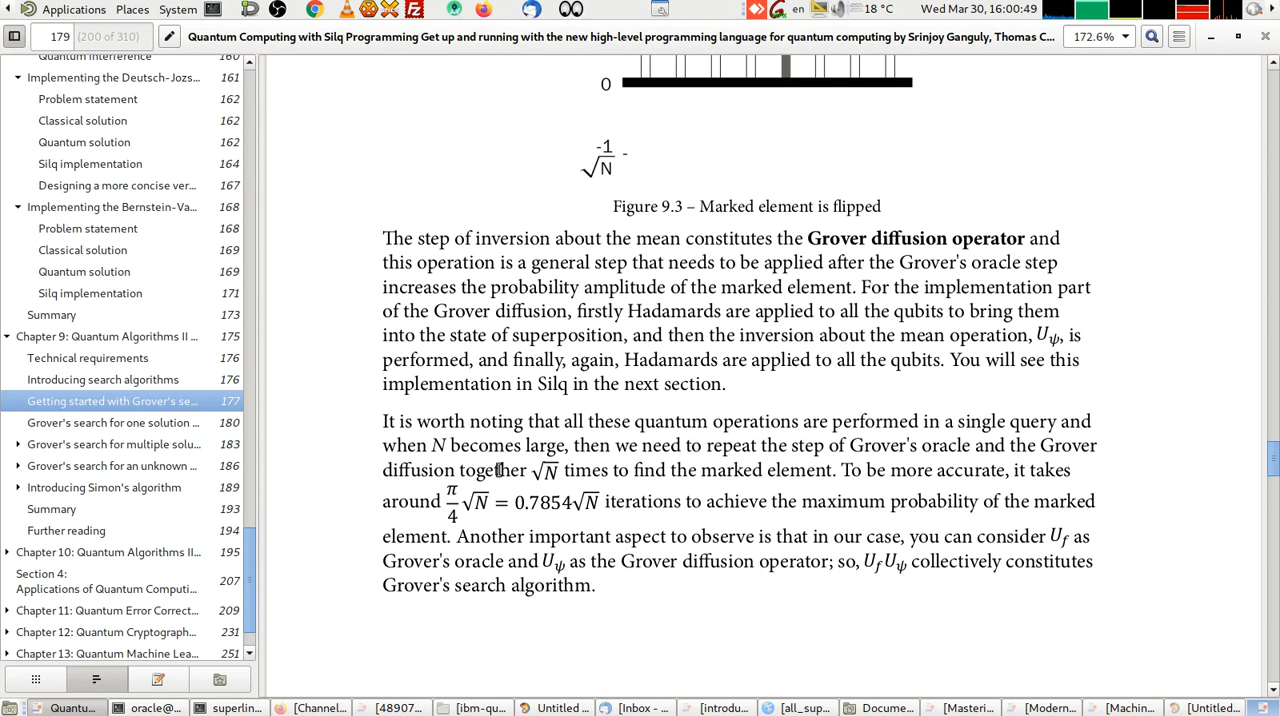 Applications Places System en 18 °C Wed Mar 30, 16:00:49
179 (200 of 310) Quantum Computing with Silq Programming Get up and running with the new high-level programming language for quantum computing by Srinjoy Ganguly, Thomas C... 172.6%
Quantum interference 160
Implementing the Deutsch-Jozs... 161
Problem statement 162
Classical solution 162
Quantum solution 162
Silq implementation 164
Designing a more concise ver... 167
Implementing the Bernstein-Va... 168
Problem statement 168
Classical solution 169
Quantum solution 169
Silq implementation 171
Summary 173
Chapter 9: Quantum Algorithms II ... 175
Technical requirements 176
Introducing search algorithms 176
Getting started with Grover's se... 177
Grover's search for one solution ... 180
Grover's search for multiple solu... 183
Grover's search for an unknown ... 186
Introducing Simon's algorithm 189
Summary 193
Further reading 194
Chapter 10: Quantum Algorithms II... 195
Section 4:
Applications of Quantum Computi... 207
Chapter 11: Quantum Error Correct... 209
Chapter 12: Quantum Cryptograph... 231
Chapter 13: Quantum Machine Lea... 251
0
-1
√N -
Figure 9.3 – Marked element is flipped
The step of inversion about the mean constitutes the Grover diffusion operator and
this operation is a general step that needs to be applied after the Grover's oracle step
increases the probability amplitude of the marked element. For the implementation part
of the Grover diffusion, firstly Hadamards are applied to all the qubits to bring them
into the state of superposition, and then the inversion about the mean operation, Uψ, is
performed, and finally, again, Hadamards are applied to all the qubits. You will see this
implementation in Silq in the next section.
It is worth noting that all these quantum operations are performed in a single query and
when N becomes large, then we need to repeat the step of Grover's oracle and the Grover
diffusion together √N times to find the marked element. To be more accurate, it takes
around π/4 √N = 0.7854√N iterations to achieve the maximum probability of the marked
element. Another important aspect to observe is that in our case, you can consider Uf as
Grover's oracle and Uψ as the Grover diffusion operator; so, UfUψ collectively constitutes
Grover's search algorithm.
Quantu... oracle@... superlin... [Channel... [48907... [ibm-qu... Untitled ... [Inbox - ... [introdu... [all_sup... Docume... [Masteri... [Modern... [Machin... [Untitled...